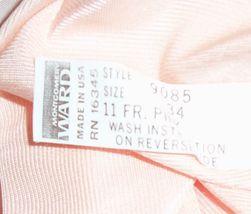 MONTGOMERY
WARD
MADE IN USA
RN 16345
STYLE 9085
SIZE 34
11 FR. P
WASH INST
ON REVERSE